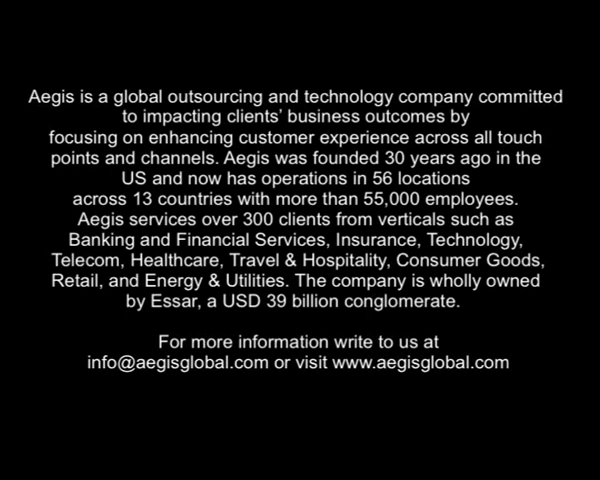 Aegis is a global outsourcing and technology company committed
to impacting clients' business outcomes by
focusing on enhancing customer experience across all touch
points and channels. Aegis was founded 30 years ago in the
US and now has operations in 56 locations
across 13 countries with more than 55,000 employees.
Aegis services over 300 clients from verticals such as
Banking and Financial Services, Insurance, Technology,
Telecom, Healthcare, Travel & Hospitality, Consumer Goods,
Retail, and Energy & Utilities. The company is wholly owned
by Essar, a USD 39 billion conglomerate.
For more information write to us at
info@aegisglobal.com or visit www.aegisglobal.com